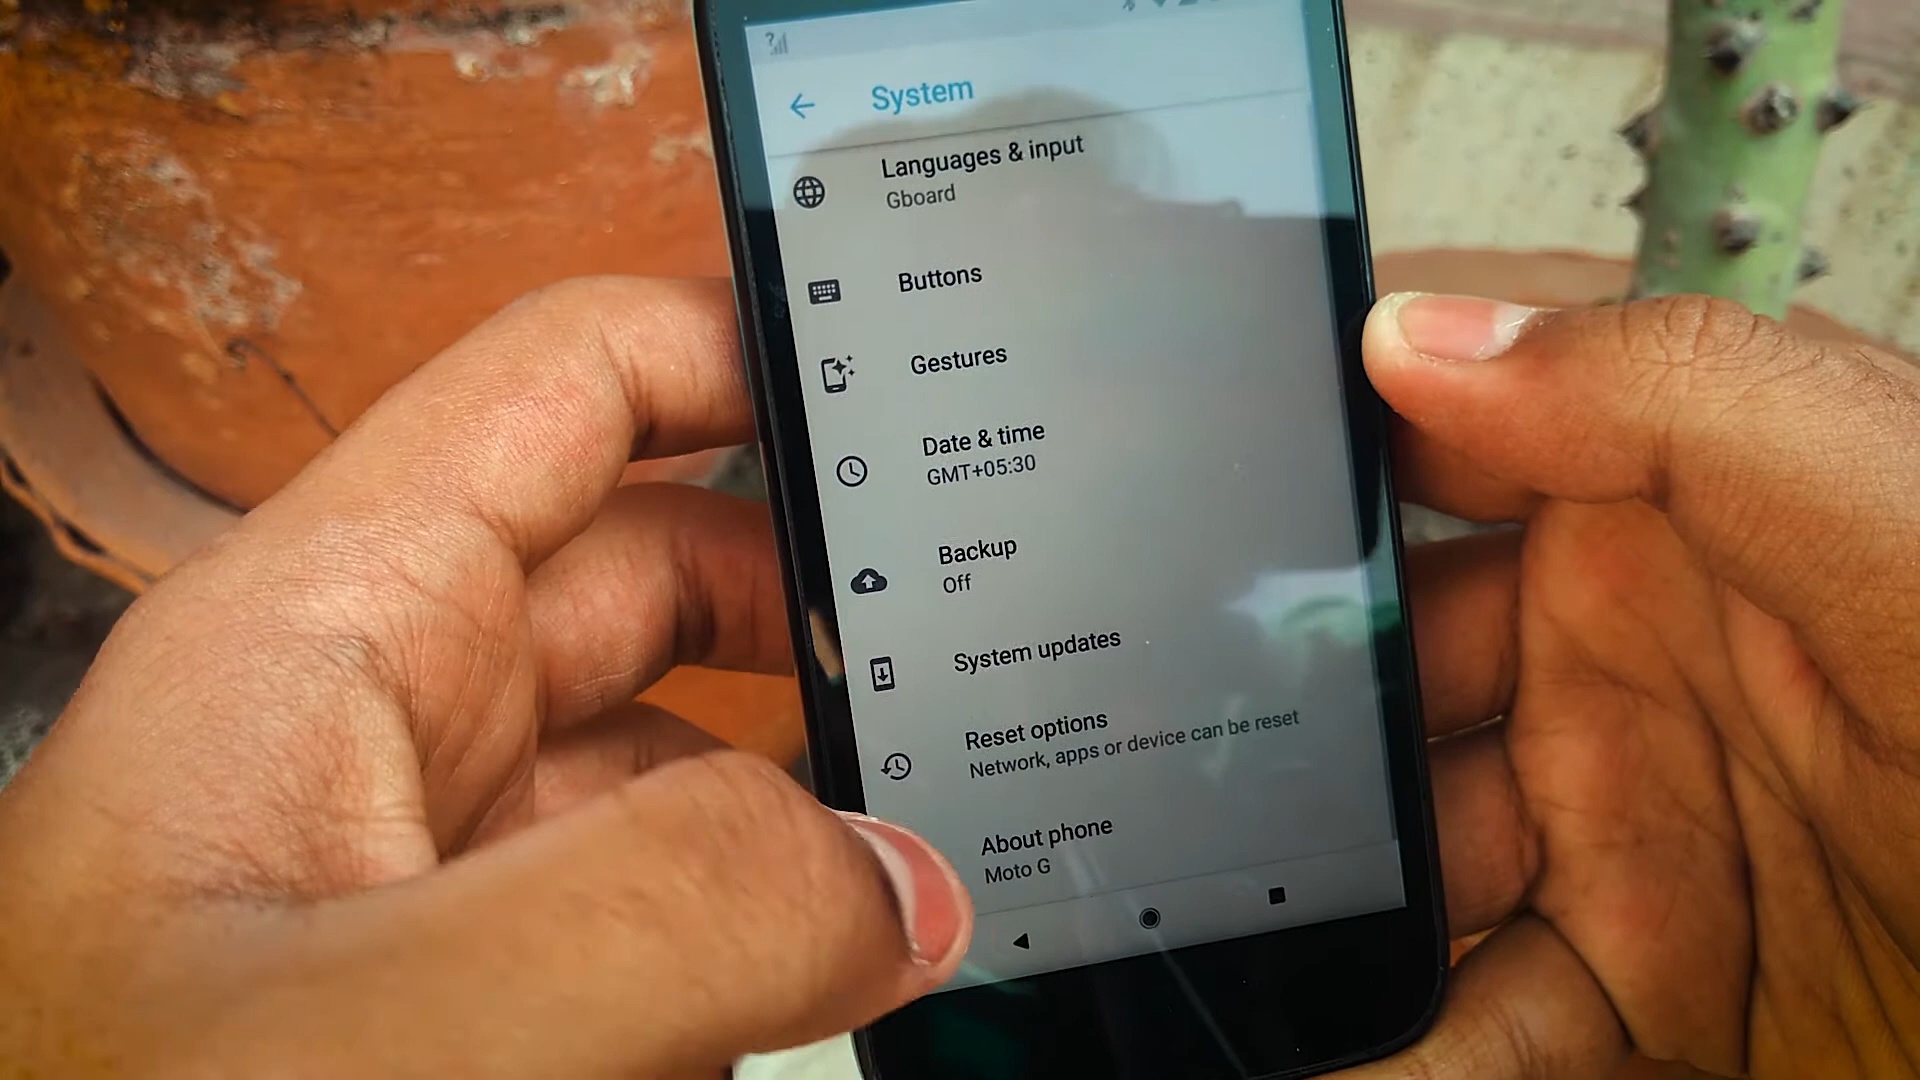 System
Languages & input
Gboard
Buttons
Gestures
Date & time
GMT+05:30
Backup
Off
System updates
Reset options
Network, apps or device can be reset
About phone
Moto G